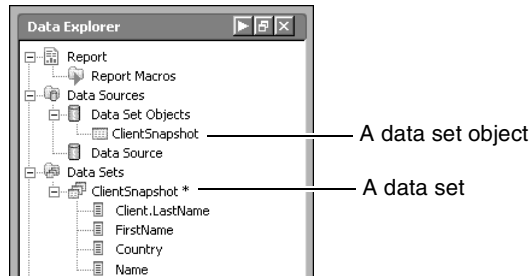 Data Explorer
Report
Report Macros
Data Sources
Data Set Objects
ClientSnapshot
A data set object
Data Source
Data Sets
ClientSnapshot *
A data set
Client.LastName
FirstName
Country
Name